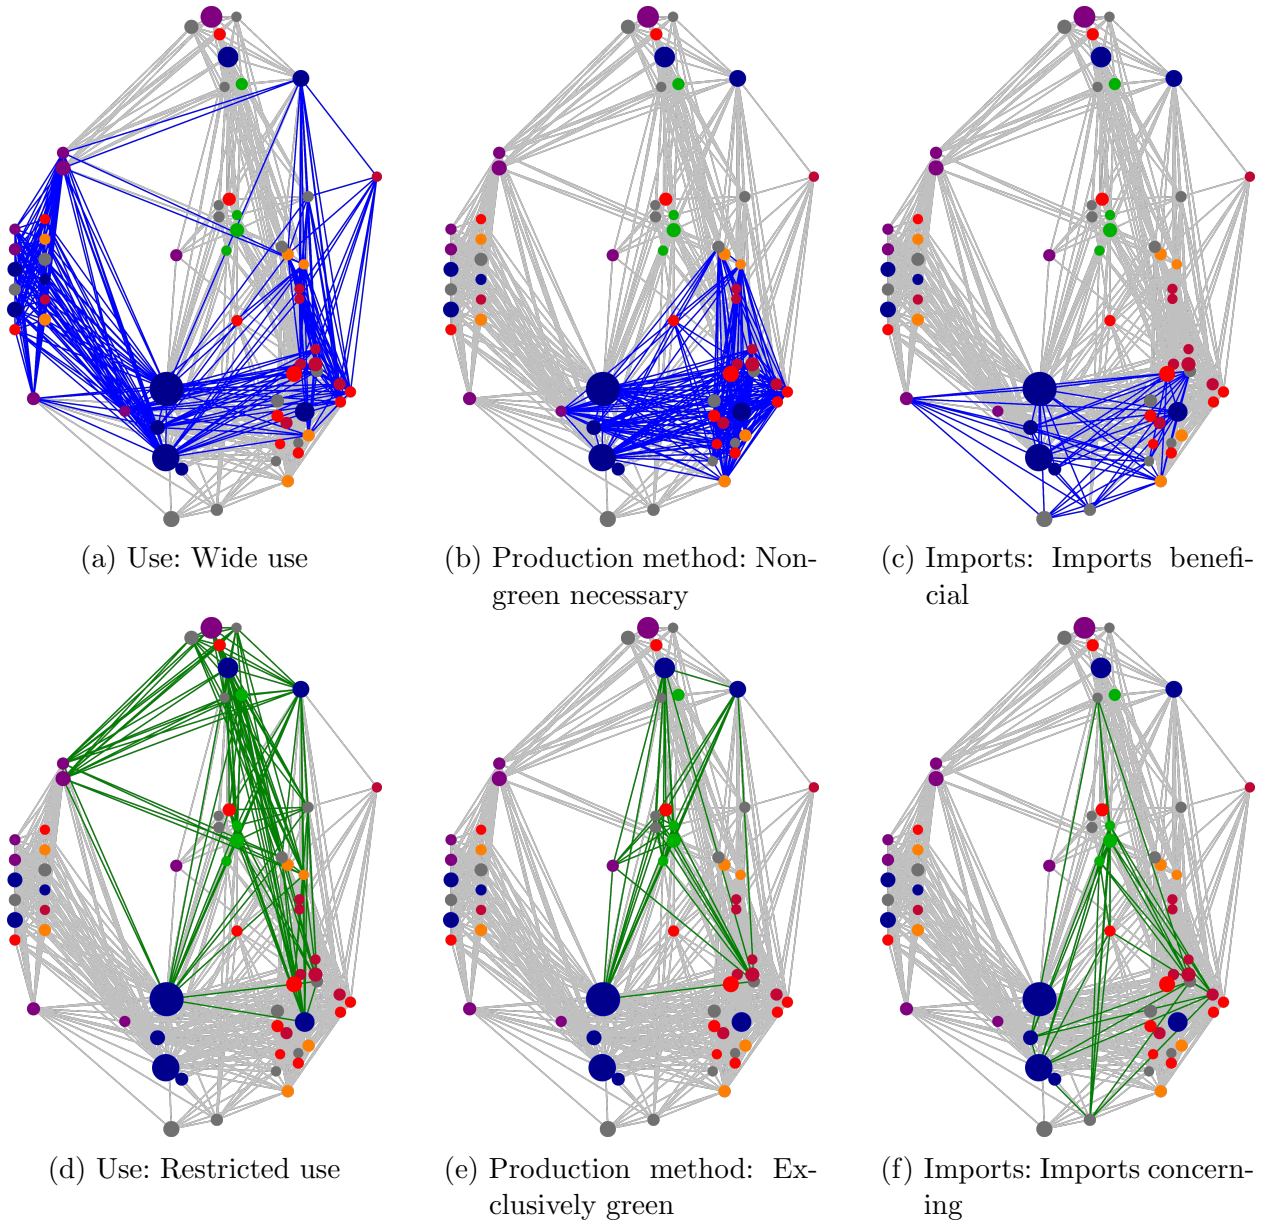 (a) Use: Wide use
(b) Production method: Non-
green necessary
(c) Imports: Imports benefi-
cial
(d) Use: Restricted use
(e) Production method: Ex-
clusively green
(f) Imports: Imports concern-
ing